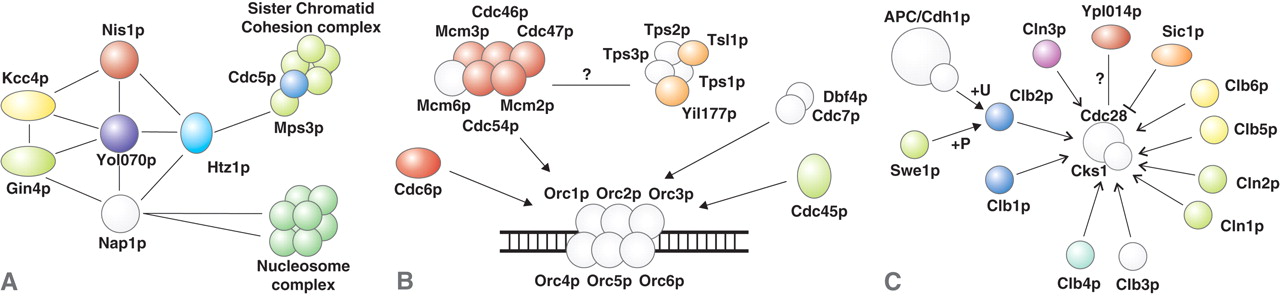 Sister Chromatid
Cohesion complex
Nis1p
Kcc4p
Cdc5p
Mps3p
Yol070p
Htz1p
Gin4p
Nap1p
Nucleosome
complex
A
Cdc46p
Mcm3p
Cdc47p
Mcm6p
Mcm2p
Cdc54p
?
Tps2p
Tps3p
Tsl1p
Tps1p
Yil177p
Dbf4p
Cdc7p
Cdc6p
Cdc45p
Orc1p Orc2p Orc3p
Orc4p Orc5p Orc6p
B
APC/Cdh1p
Cln3p
Ypl014p
Sic1p
?
+U
Clb2p
+P
Swe1p
Clb1p
Cdc28
Cks1
Clb6p
Clb5p
Cln2p
Cln1p
Clb4p
Clb3p
C